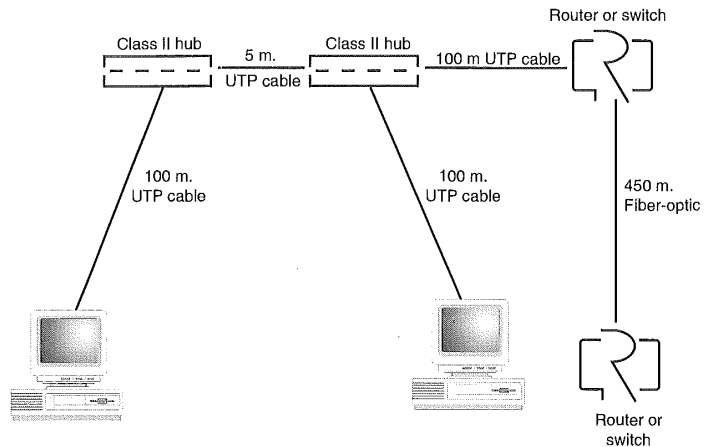 Router or switch
Class II hub
5 m.
UTP cable
Class II hub
100 m UTP cable
100 m.
UTP cable
100 m.
UTP cable
450 m.
Fiber-optic
Router or
switch